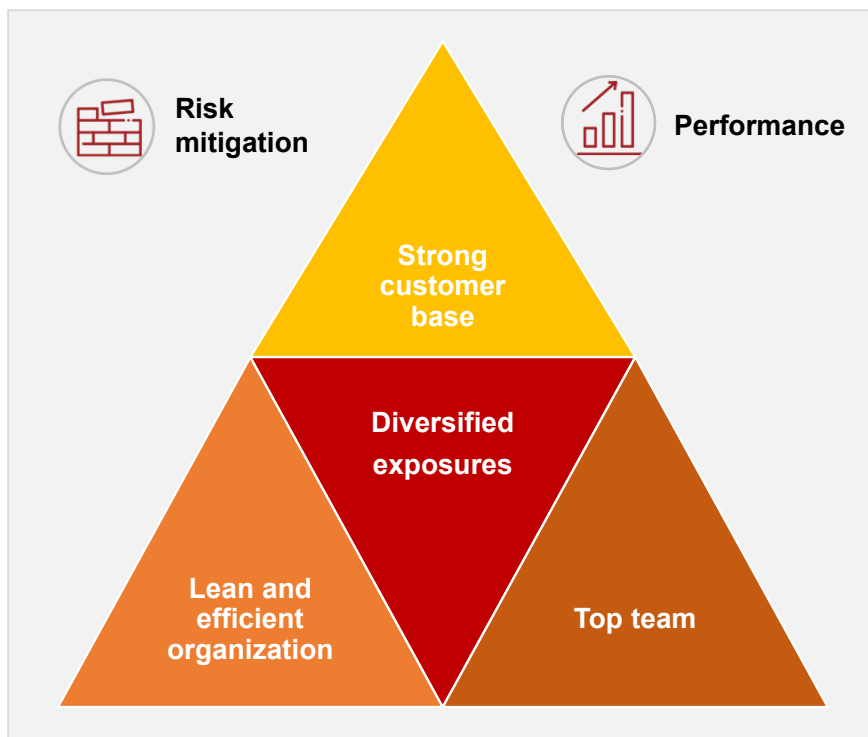 Risk
mitigation
Performance
Strong
customer
base
Diversified
exposures
Lean and
efficient
organization
Top team